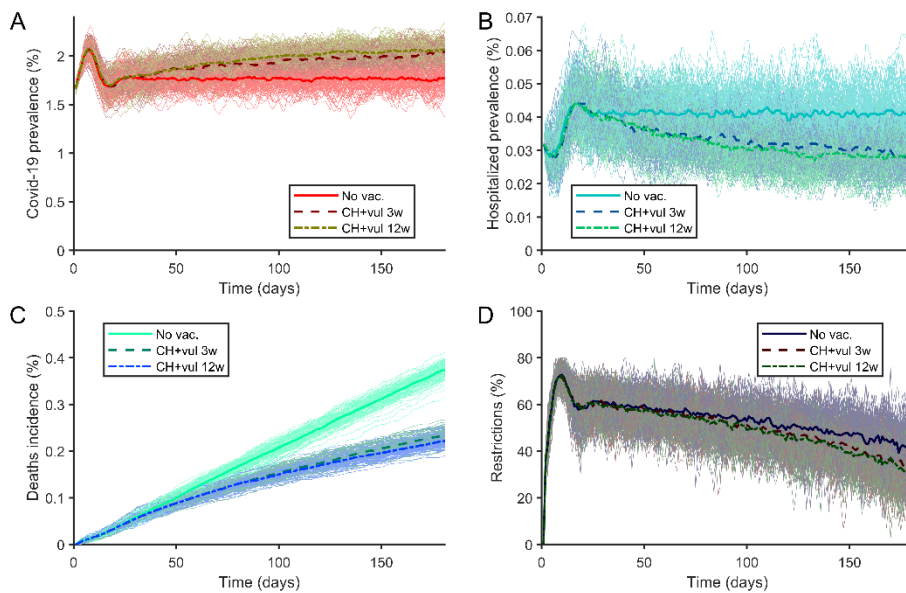 A
Covid-19 prevalence (%)
2
1.5
1
0.5
0
No vac.
CH+vul 3w
CH+vul 12w
0 50 100 150
Time (days)
B
Hospitalized prevalence (%)
0.07
0.06
0.05
0.04
0.03
0.02
0.01
0
No vac.
CH+vul 3w
CH+vul 12w
0 50 100 150
Time (days)
C
Deaths incidence (%)
0.5
0.4
0.3
0.2
0.1
0
No vac.
CH+vul 3w
CH+vul 12w
0 50 100 150
Time (days)
D
Restrictions (%)
100
80
60
40
20
0
No vac.
CH+vul 3w
CH+vul 12w
0 50 100 150
Time (days)